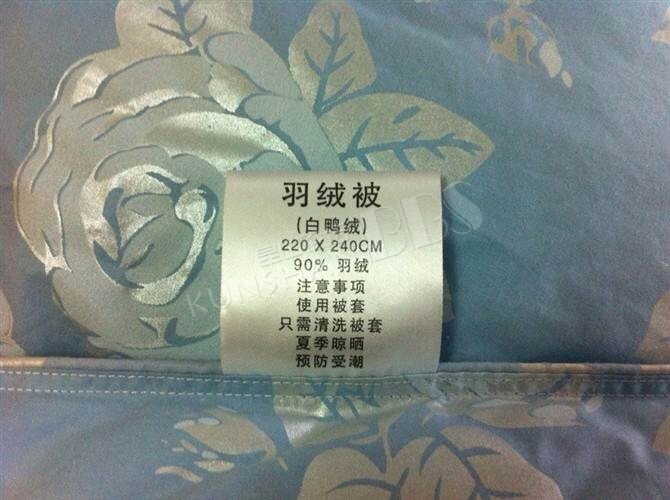 羽绒被
(白鸭绒)
220 X 240CM
90% 羽绒
注意事项
使用被套
只需清洗被套
夏季晾晒
预防受潮